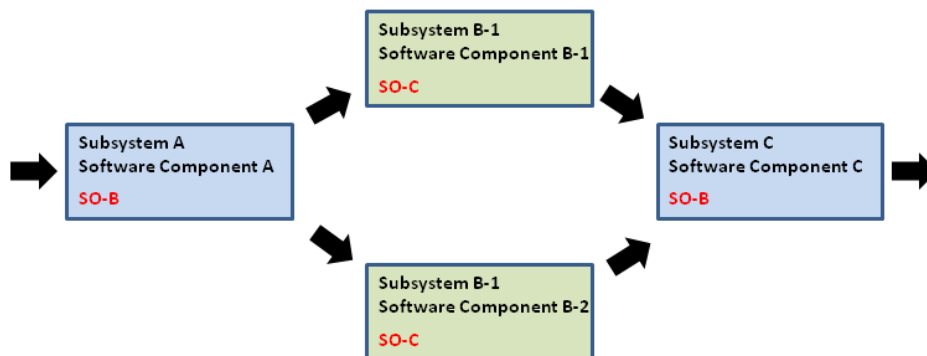 Subsystem B-1
Software Component B-1
SO-C
Subsystem A
Software Component A
SO-B
Subsystem C
Software Component C
SO-B
Subsystem B-1
Software Component B-2
SO-C